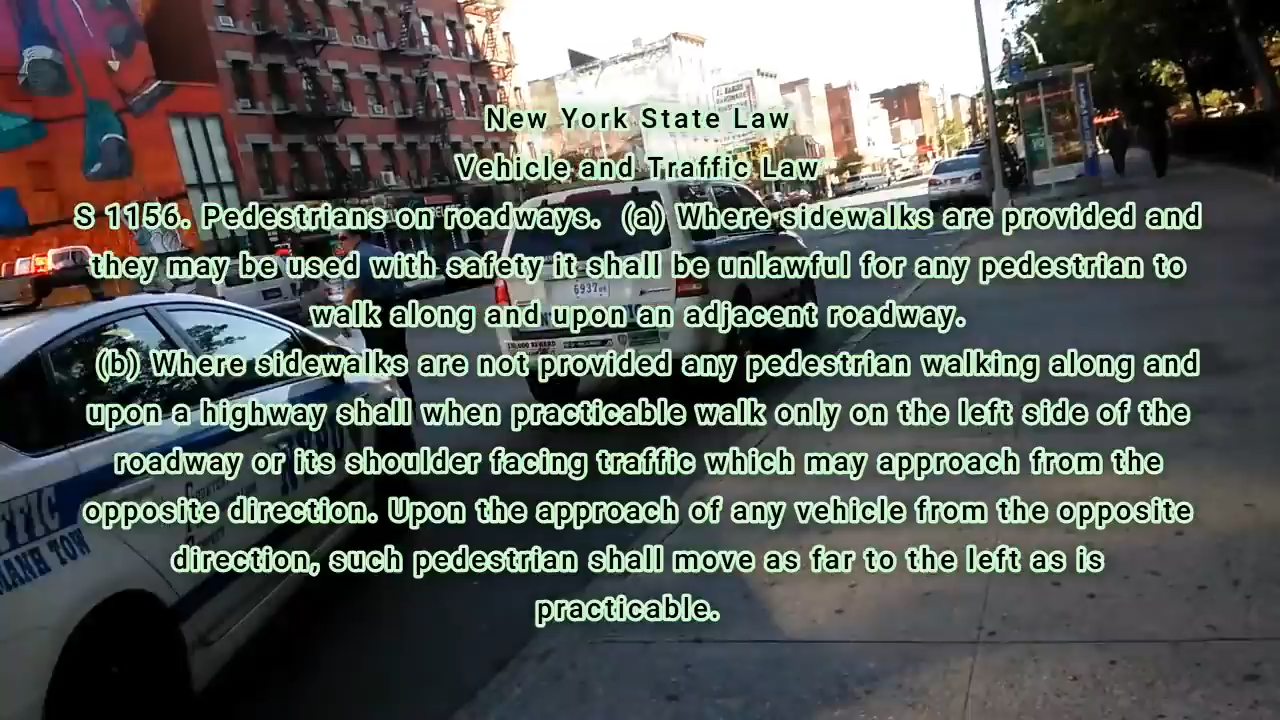 New York State Law
Vehicle and Traffic Law
S 1156. Pedestrians on roadways. (a) Where sidewalks are provided and
they may be used with safety it shall be unlawful for any pedestrian to
walk along and upon an adjacent roadway.
(b) Where sidewalks are not provided any pedestrian walking along and
upon a highway shall when practicable walk only on the left side of the
roadway or its shoulder facing traffic which may approach from the
opposite direction. Upon the approach of any vehicle from the opposite
direction, such pedestrian shall move as far to the left as is
practicable.
6937
NYPD
MANH TOW